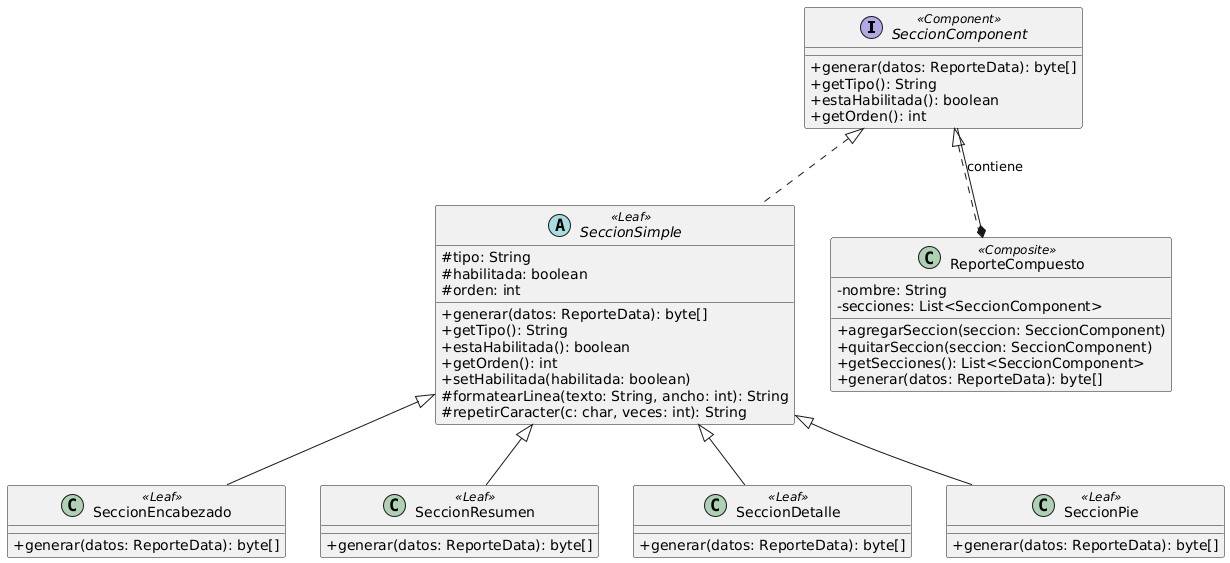 «Component»
I
SeccionComponent
+generar(datos: ReporteData): byte[]
+getTipo(): String
+estaHabilitada(): boolean
+getOrden(): int
contiene
«Leaf»
A
SeccionSimple
#tipo: String
#habilitada: boolean
#orden: int
+generar(datos: ReporteData): byte[]
+getTipo(): String
+estaHabilitada(): boolean
+getOrden(): int
+setHabilitada(habilitada: boolean)
#formatearLinea(texto: String, ancho: int): String
#repetirCaracter(c: char, veces: int): String
«Composite»
C
ReporteCompuesto
-nombre: String
-secciones: List<SeccionComponent>
+agregarSeccion(seccion: SeccionComponent)
+quitarSeccion(seccion: SeccionComponent)
+getSecciones(): List<SeccionComponent>
+generar(datos: ReporteData): byte[]
«Leaf»
C
SeccionEncabezado
+generar(datos: ReporteData): byte[]
«Leaf»
C
SeccionResumen
+generar(datos: ReporteData): byte[]
«Leaf»
C
SeccionDetalle
+generar(datos: ReporteData): byte[]
«Leaf»
C
SeccionPie
+generar(datos: ReporteData): byte[]